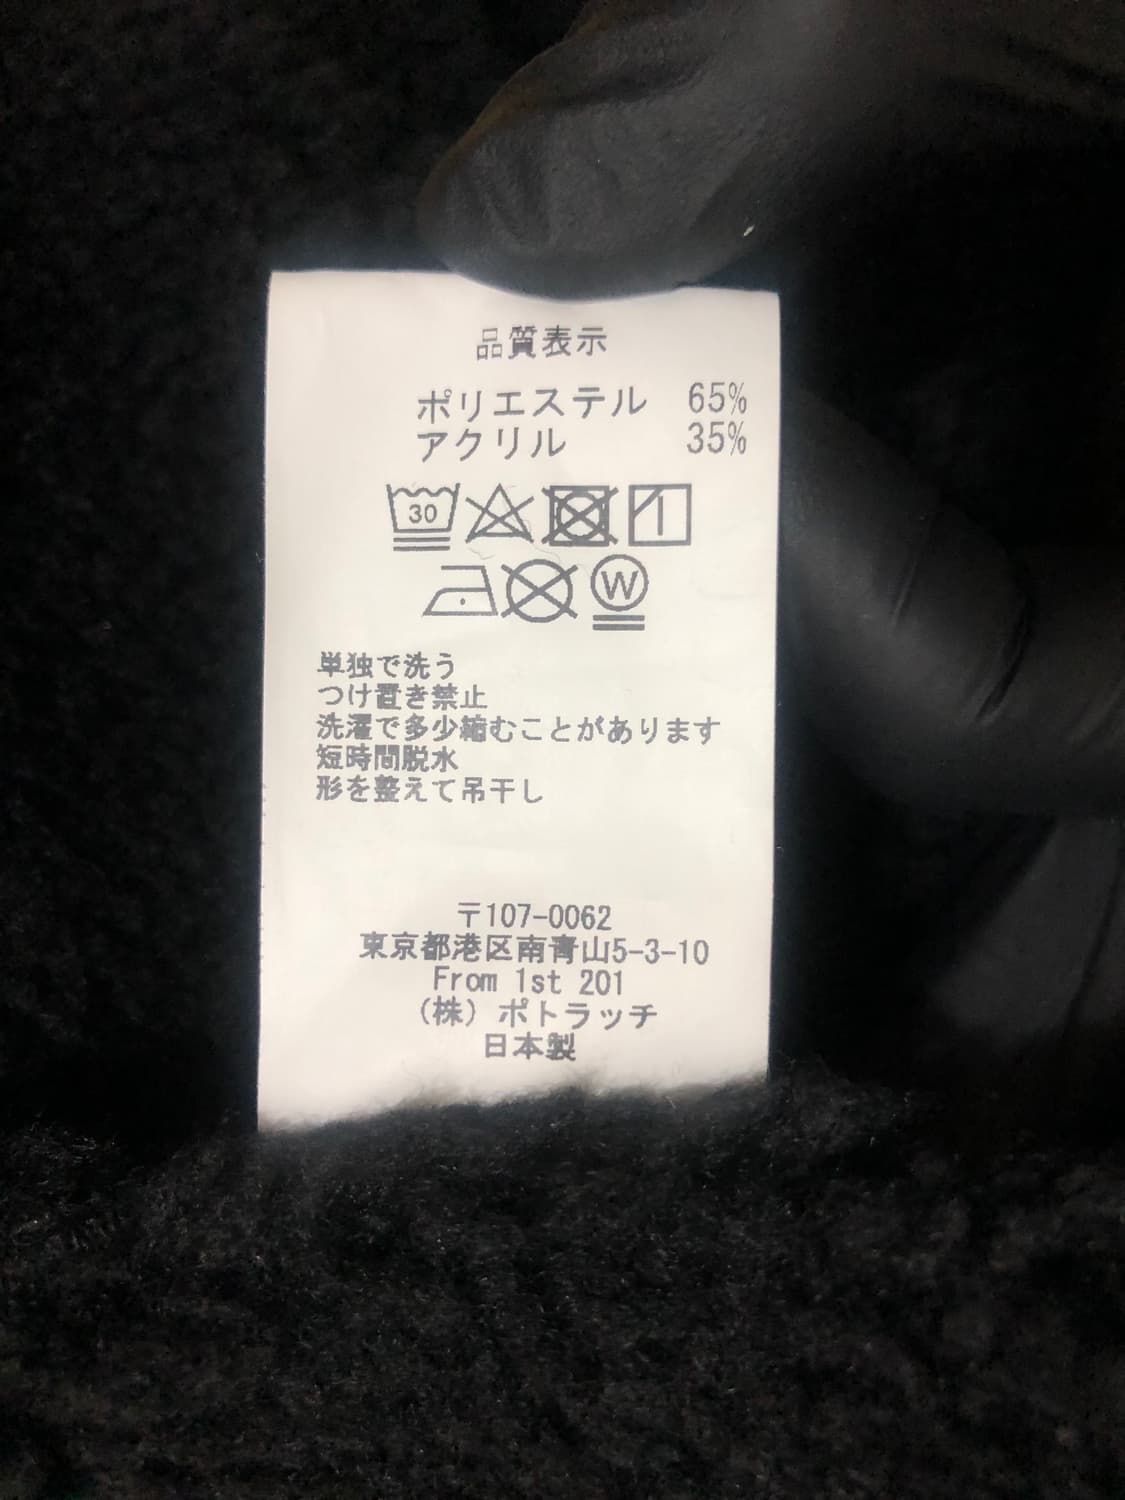 品質表示
ポリエステル 65%
アクリル 35%
30
W
単独で洗う
つけ置き禁止
洗濯で多少縮むことがあります
短時間脱水
形を整えて吊干し
〒107-0062
東京都港区南青山5-3-10
From 1st 201
(株) ポトラッチ
日本製